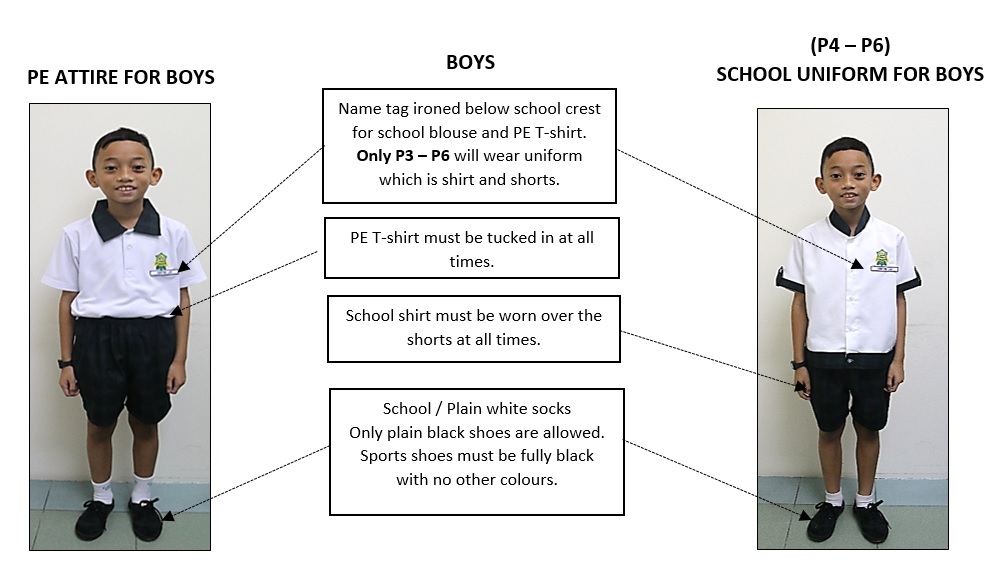 PE ATTIRE FOR BOYS
BOYS
(P4 – P6)
SCHOOL UNIFORM FOR BOYS
Name tag ironed below school crest
for school blouse and PE T-shirt.
Only P3 – P6 will wear uniform
which is shirt and shorts.
PE T-shirt must be tucked in at all
times.
School shirt must be worn over the
shorts at all times.
School / Plain white socks
Only plain black shoes are allowed.
Sports shoes must be fully black
with no other colours.